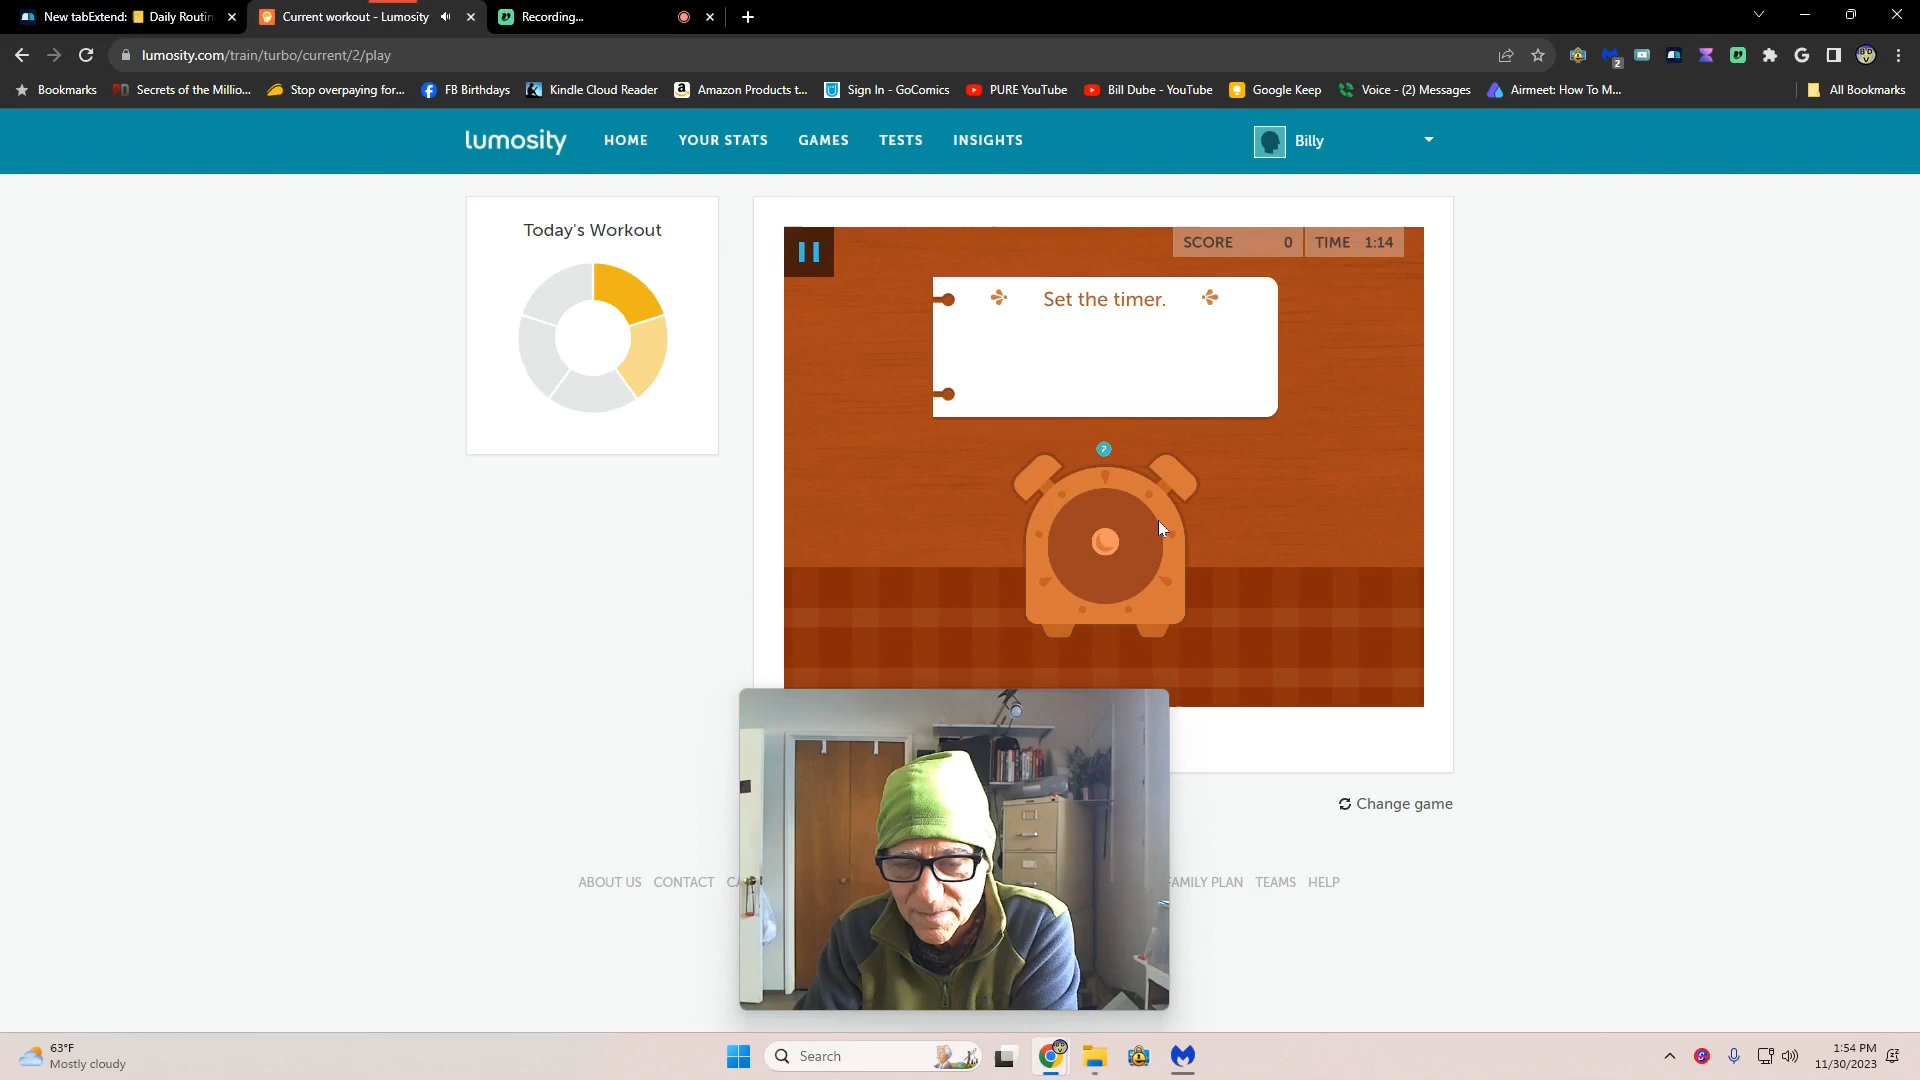 New tabExtend: Daily Routin
Current workout - Lumosity
Recording...
lumosity.com/train/turbo/current/2/play
2
Bookmarks
Secrets of the Millio...
Stop overpaying for...
FB Birthdays
Kindle Cloud Reader
Amazon Products t...
Sign In - GoComics
PURE YouTube
Bill Dube - YouTube
Google Keep
Voice - (2) Messages
Airmeet: How To M...
All Bookmarks
lumosity
HOME
YOUR STATS
GAMES
TESTS
INSIGHTS
Billy
Today's Workout
SCORE 0
TIME 1:14
Set the timer.
?
Change game
ABOUT US
CONTACT
FAMILY PLAN
TEAMS
HELP
63°F
Mostly cloudy
Search
1:54 PM
11/30/2023